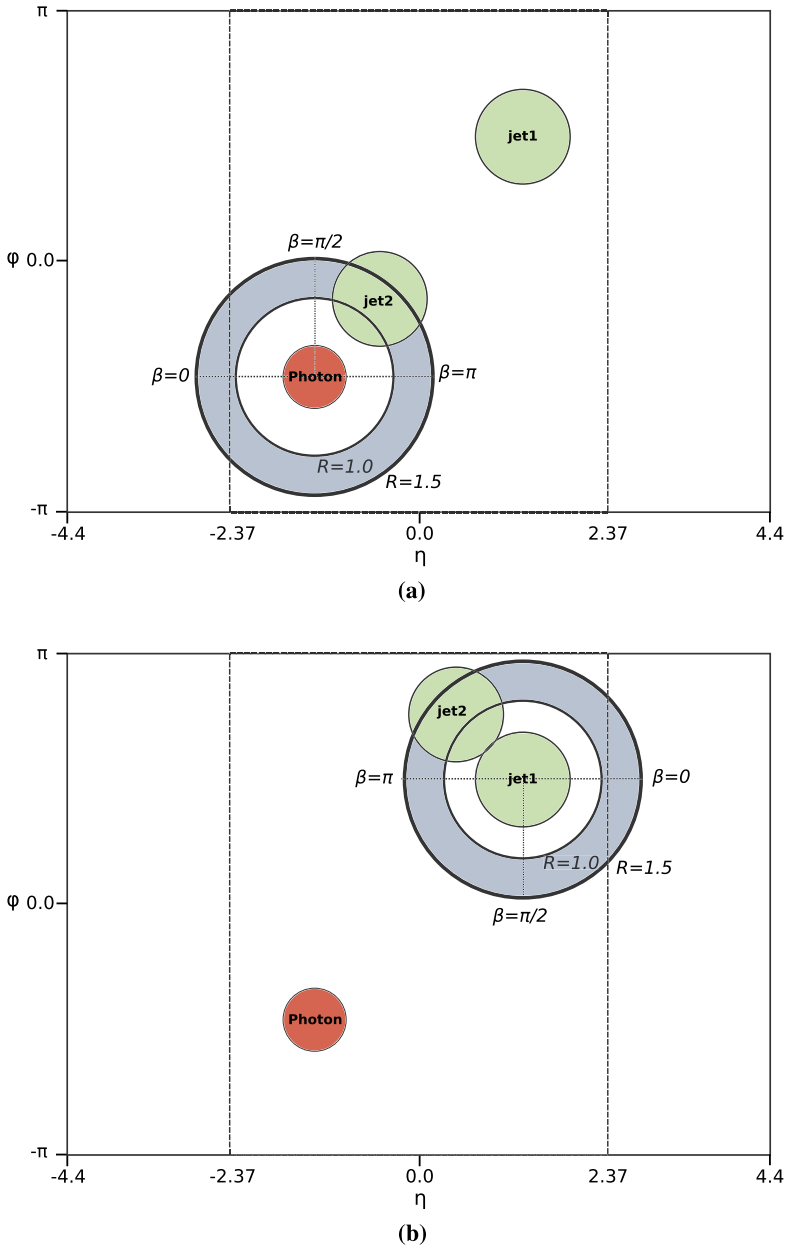 π
jet1
β=π/2
φ 0.0
jet2
β=0
Photon
β=π
R=1.0
R=1.5
-π
-4.4
-2.37
0.0
2.37
4.4
η
(a)
π
jet2
β=π
jet1
β=0
R=1.0
R=1.5
φ 0.0
β=π/2
Photon
-π
-4.4
-2.37
0.0
2.37
4.4
η
(b)